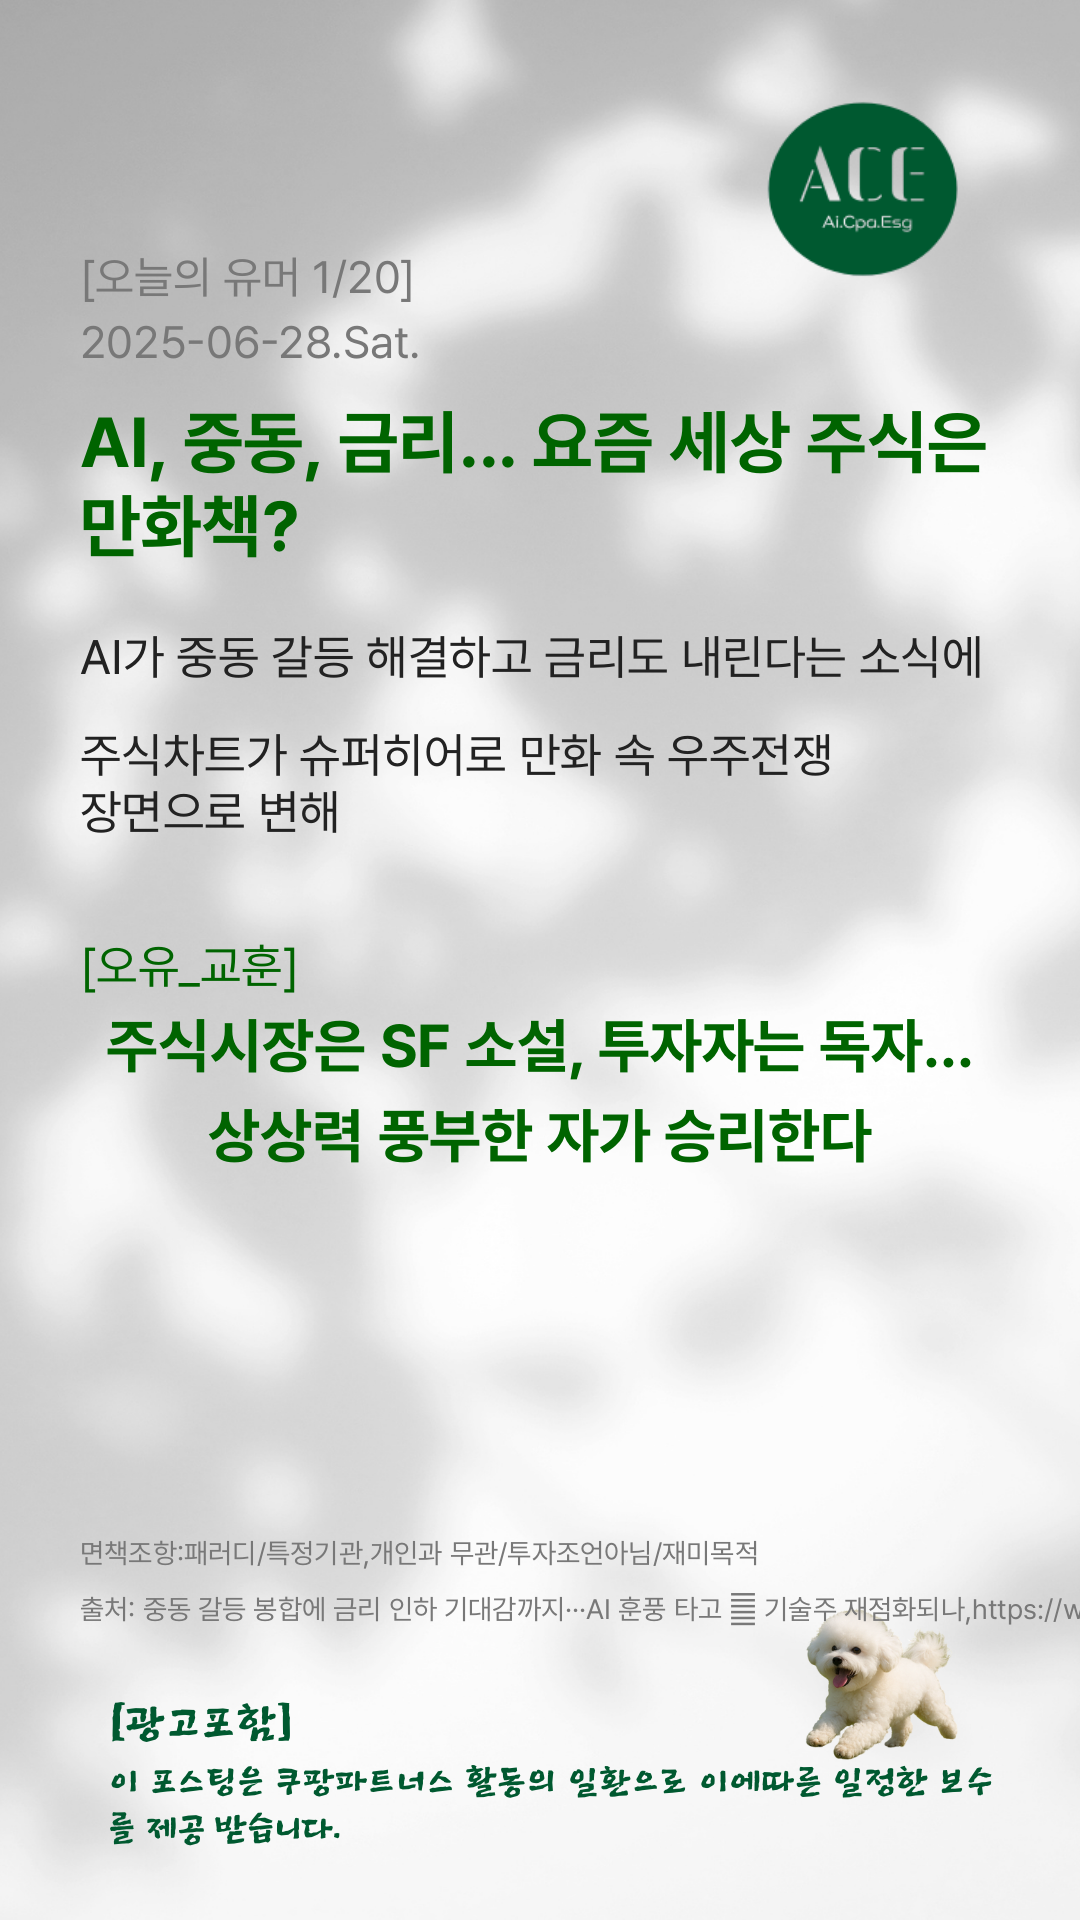 ACE
Ai.Cpa.Esg
[오늘의 유머 1/20]
2025-06-28.Sat.
AI, 중동, 금리... 요즘 세상 주식은
만화책?
AI가 중동 갈등 해결하고 금리도 내린다는 소식에
주식차트가 슈퍼히어로 만화 속 우주전쟁
장면으로 변해
[오유_교훈]
주식시장은 SF 소설, 투자자는 독자...
상상력 풍부한 자가 승리한다
면책조항:패러디/특정기관,개인과 무관/투자조언아님/재미목적
출처: 중동 갈등 봉합에 금리 인하 기대감까지…AI 훈풍 타고 기술주 재점화되나,https://w
[광고포함]
이 포스팅은 쿠팡파트너스 활동의 일환으로 이에따른 일정한 보수
를 제공 받습니다.